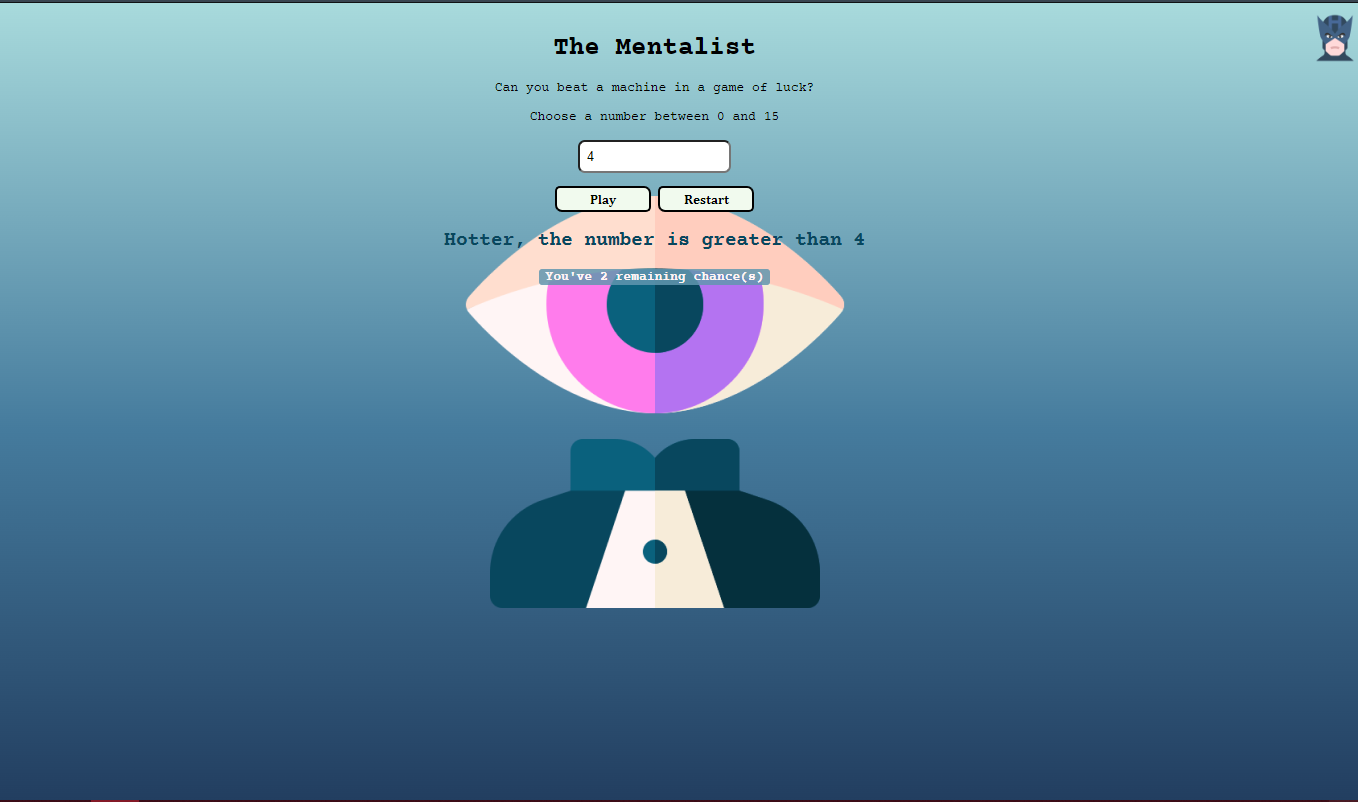 The Mentalist
Can you beat a machine in a game of luck?
Choose a number between 0 and 15
4
Play Restart
Hotter, the number is greater than 4
You've 2 remaining chance(s)